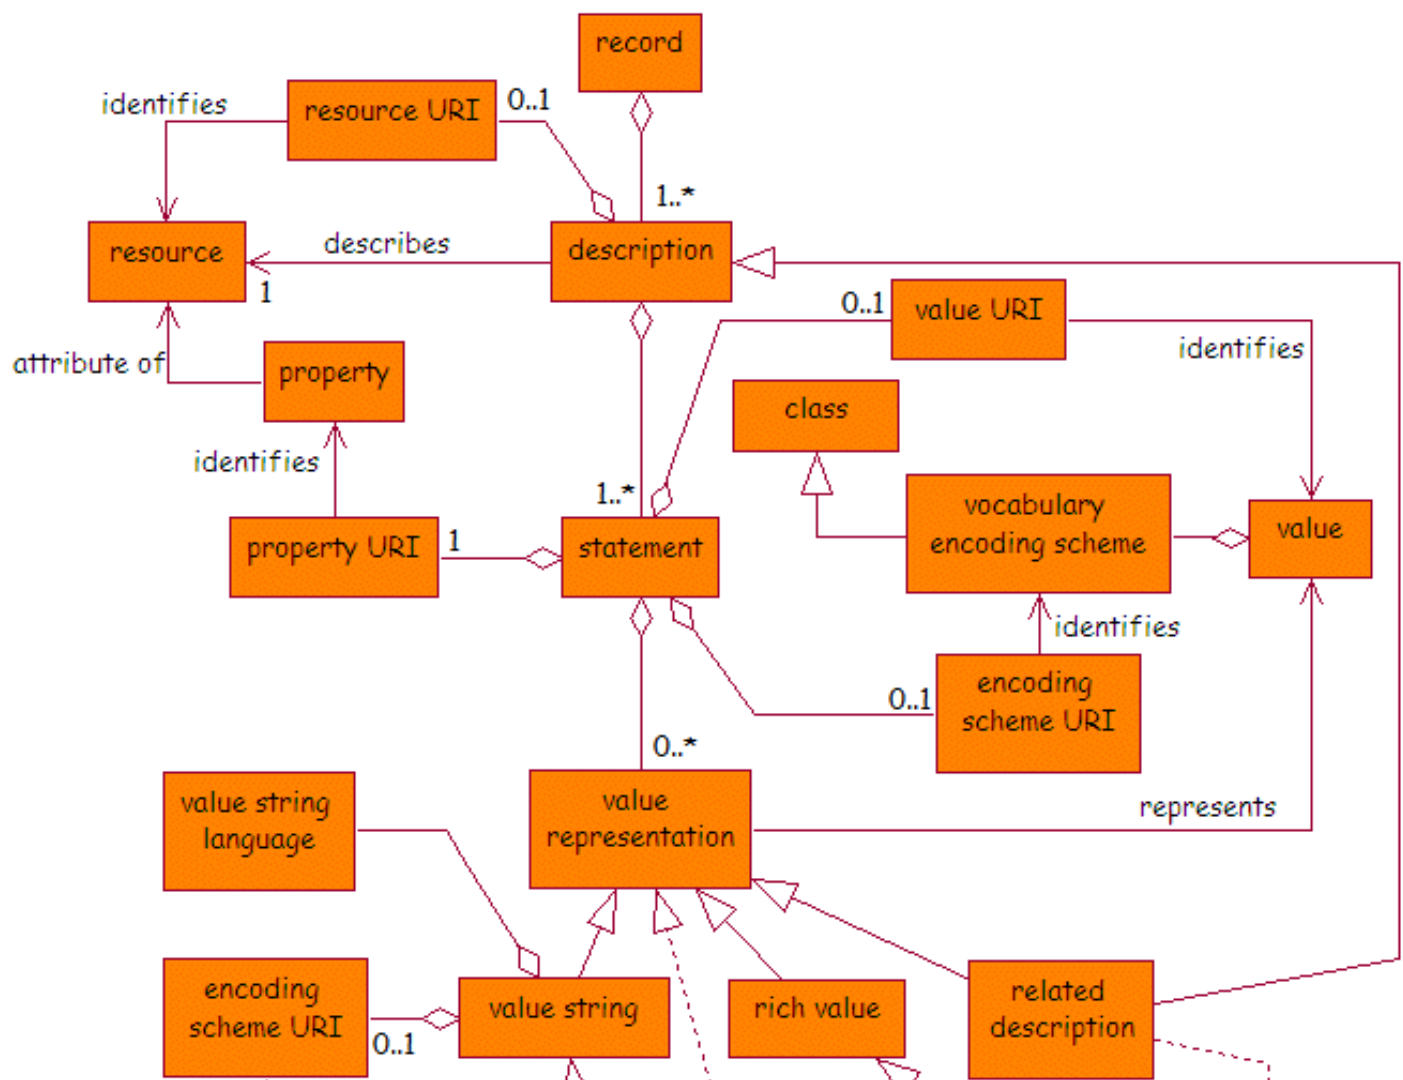 record
identifies
resource URI
0..1
1..*
resource
describes
description
1
0..1
value URI
attribute of
property
identifies
class
identifies
1..*
vocabulary
encoding scheme
value
property URI
1
statement
identifies
encoding
scheme URI
0..1
0..*
value string
language
value
representation
represents
encoding
scheme URI
0..1
value string
rich value
related
description